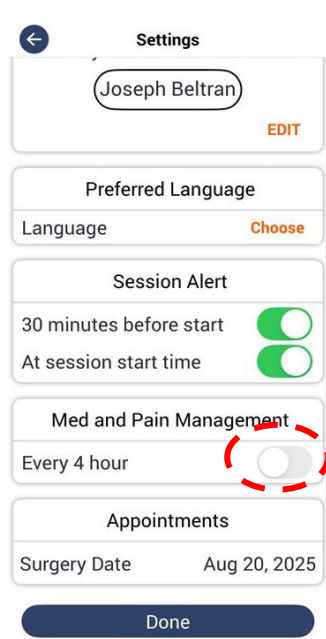 Settings
Joseph Beltran
EDIT
Preferred Language
Language Choose
Session Alert
30 minutes before start
At session start time
Med and Pain Management
Every 4 hour
Appointments
Surgery Date Aug 20, 2025
Done